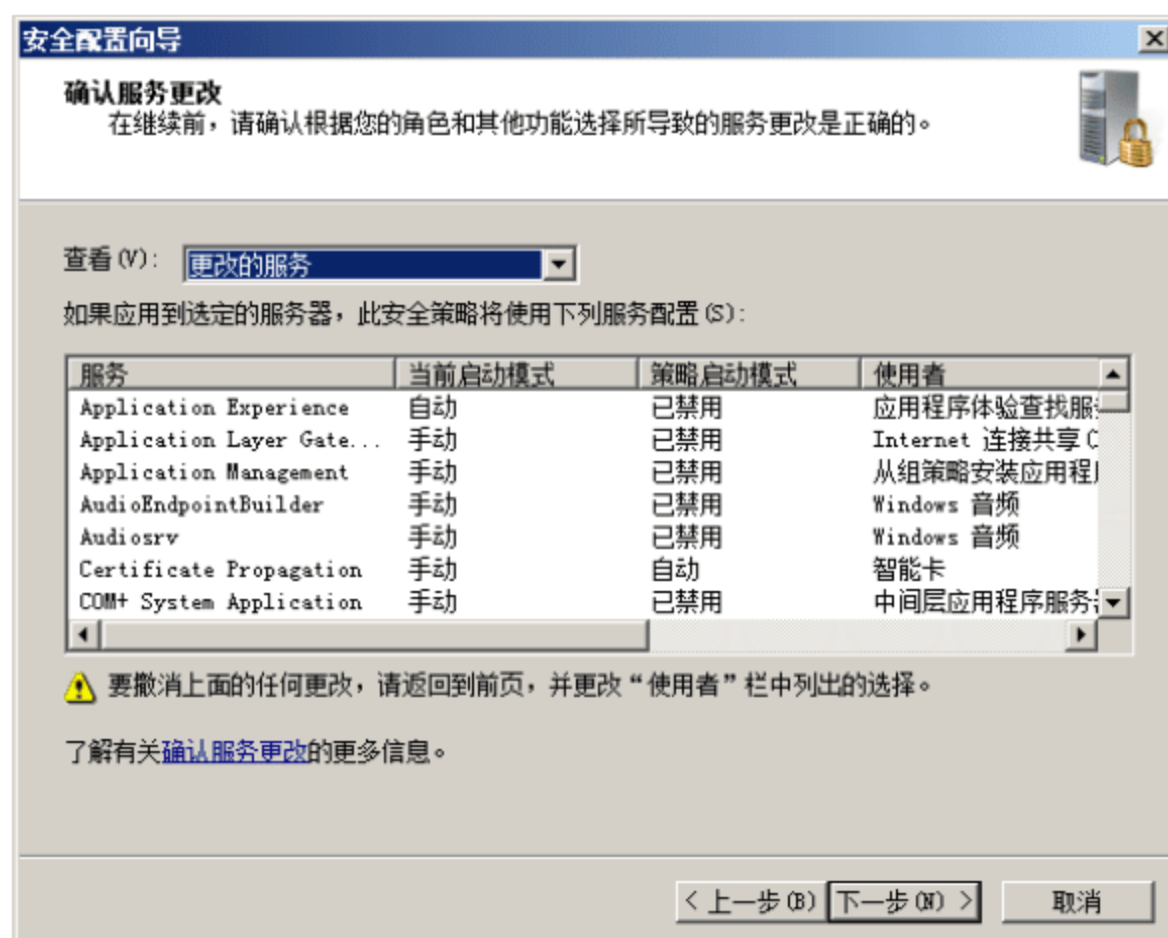 安全配置向导
确认服务更改
在继续前，请确认根据您的角色和其他功能选择所导致的服务更改是正确的。
查看(V)： 更改的服务
如果应用到选定的服务器，此安全策略将使用下列服务配置(S)：
服务 当前启动模式 策略启动模式 使用者
Application Experience 自动 已禁用 应用程序体验查找服
Application Layer Gate... 手动 已禁用 Internet 连接共享
Application Management 手动 已禁用 从组策略安装应用程
AudioEndpointBuilder 手动 已禁用 Windows 音频
Audiosrv 手动 已禁用 Windows 音频
Certificate Propagation 手动 自动 智能卡
COM+ System Application 手动 已禁用 中间层应用程序服务
要撤消上面的任何更改，请返回到前页，并更改“使用者”栏中列出的选择。
了解有关确认服务更改的更多信息。
< 上一步(B) 下一步(N) > 取消